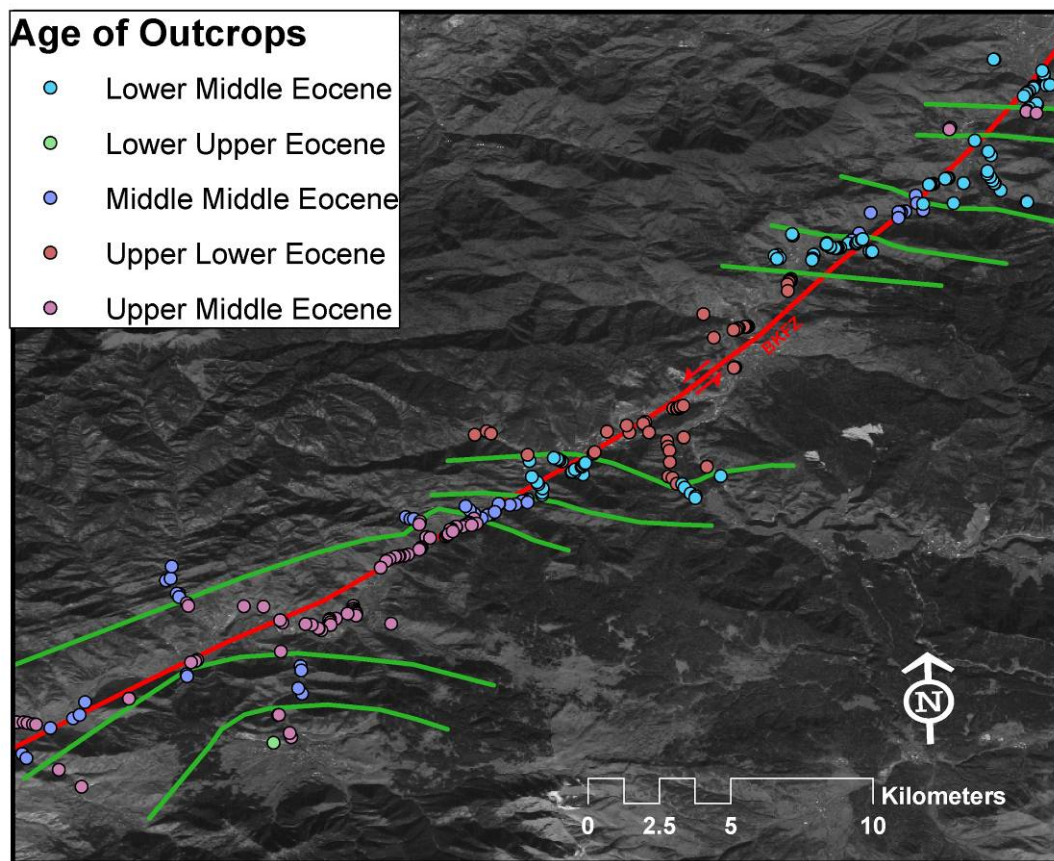 Age of Outcrops
Lower Middle Eocene
Lower Upper Eocene
Middle Middle Eocene
Upper Lower Eocene
Upper Middle Eocene
BKFZ
N
Kilometers
0 2.5 5 10